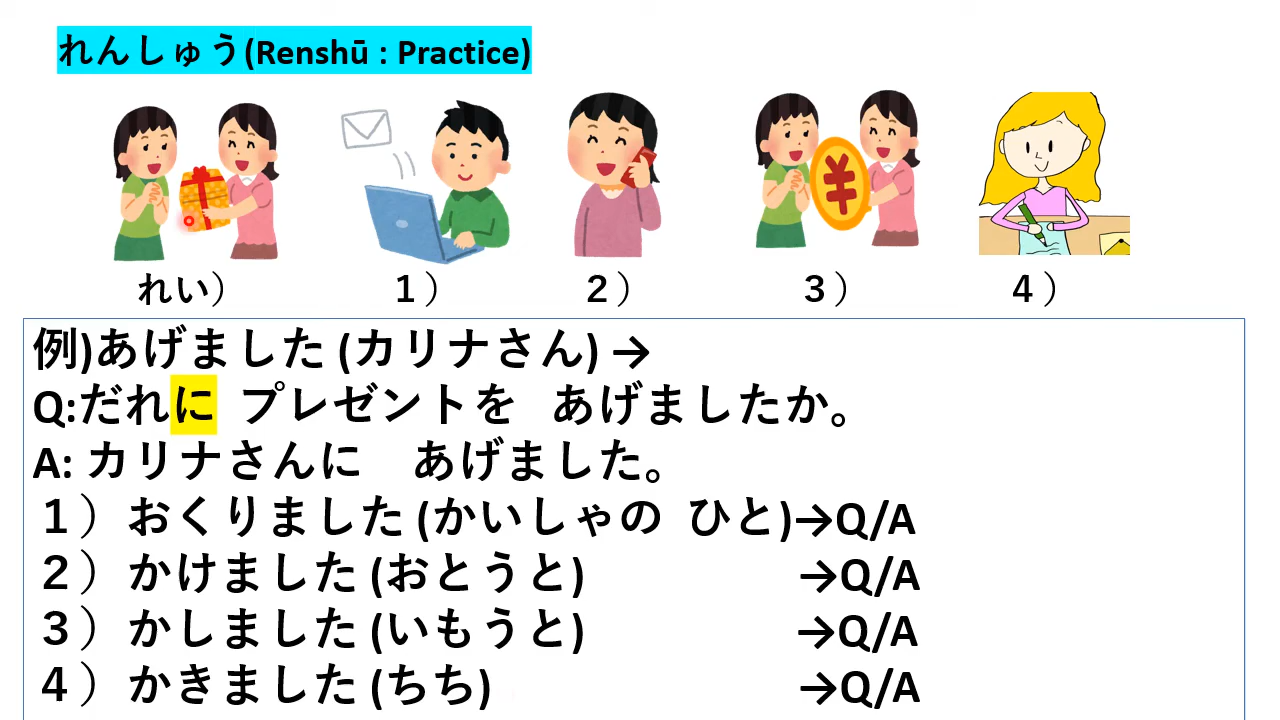 れんしゅう(Renshū : Practice)
¥
れい） １） ２） ３） ４）
例)あげました (カリナさん) →
Q:だれに プレゼントを あげましたか。
A: カリナさんに　あげました。
１）おくりました (かいしゃの ひと)→Q/A
２）かけました (おとうと) →Q/A
３）かしました (いもうと) →Q/A
４）かきました (ちち) →Q/A